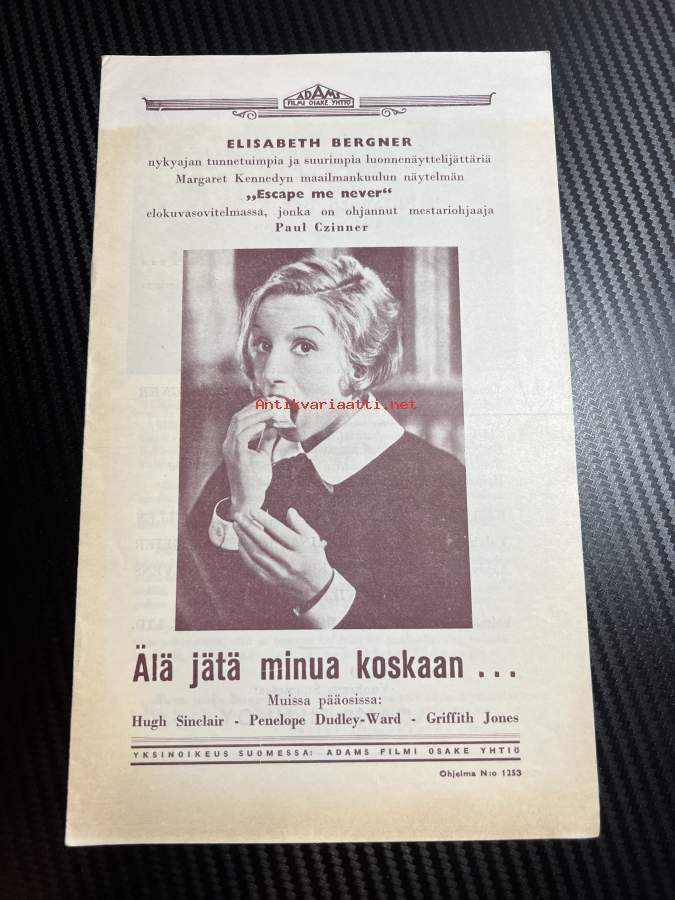 ADAMS
FILMI OSAKE YHTIÖ
ELISABETH BERGNER
nykyajan tunnetuimpia ja suurimpia luonnenäyttelijättäriä
Margaret Kennedyn maailmankuulun näytelmän
„Escape me never“
elokuvasovitelmassa, jonka on ohjannut mestariohjaaja
Paul Czinner
Antikvariaatti.net
Älä jätä minua koskaan ...
Muissa pääosissa:
Hugh Sinclair - Penelope Dudley-Ward - Griffith Jones
YKSINOIKEUS SUOMESSA: ADAMS FILMI OSAKE YHTIÖ
Ohjelma N:o 1253